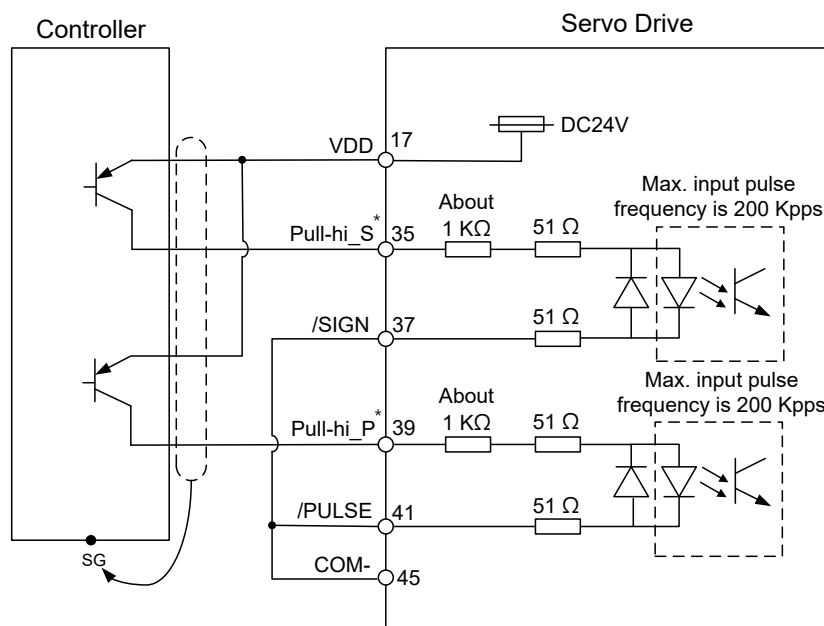 Controller
Servo Drive
VDD
17
DC24V
Max. input pulse
frequency is 200 Kpps
About
1 KΩ
51 Ω
Pull-hi_S*
35
/SIGN
37
51 Ω
Max. input pulse
frequency is 200 Kpps
About
1 KΩ
51 Ω
Pull-hi_P*
39
/PULSE
41
51 Ω
SG
COM-
45